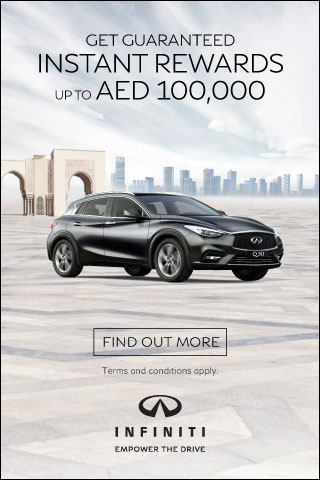 GET GUARANTEED
INSTANT REWARDS
UP TO AED 100,000
Q30
FIND OUT MORE
Terms and conditions apply.
INFINITI
EMPOWER THE DRIVE